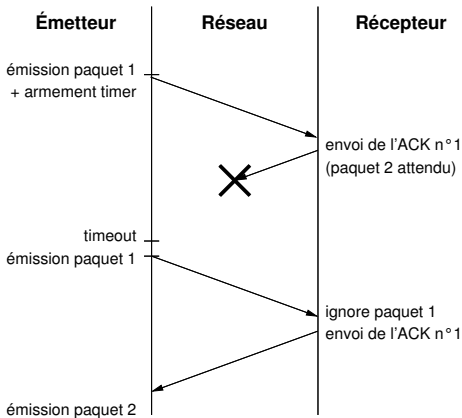 Émetteur
Réseau
Récepteur
émission paquet 1
+ armement timer
envoi de l'ACK n°1
(paquet 2 attendu)
timeout
émission paquet 1
ignore paquet 1
envoi de l'ACK n°1
émission paquet 2